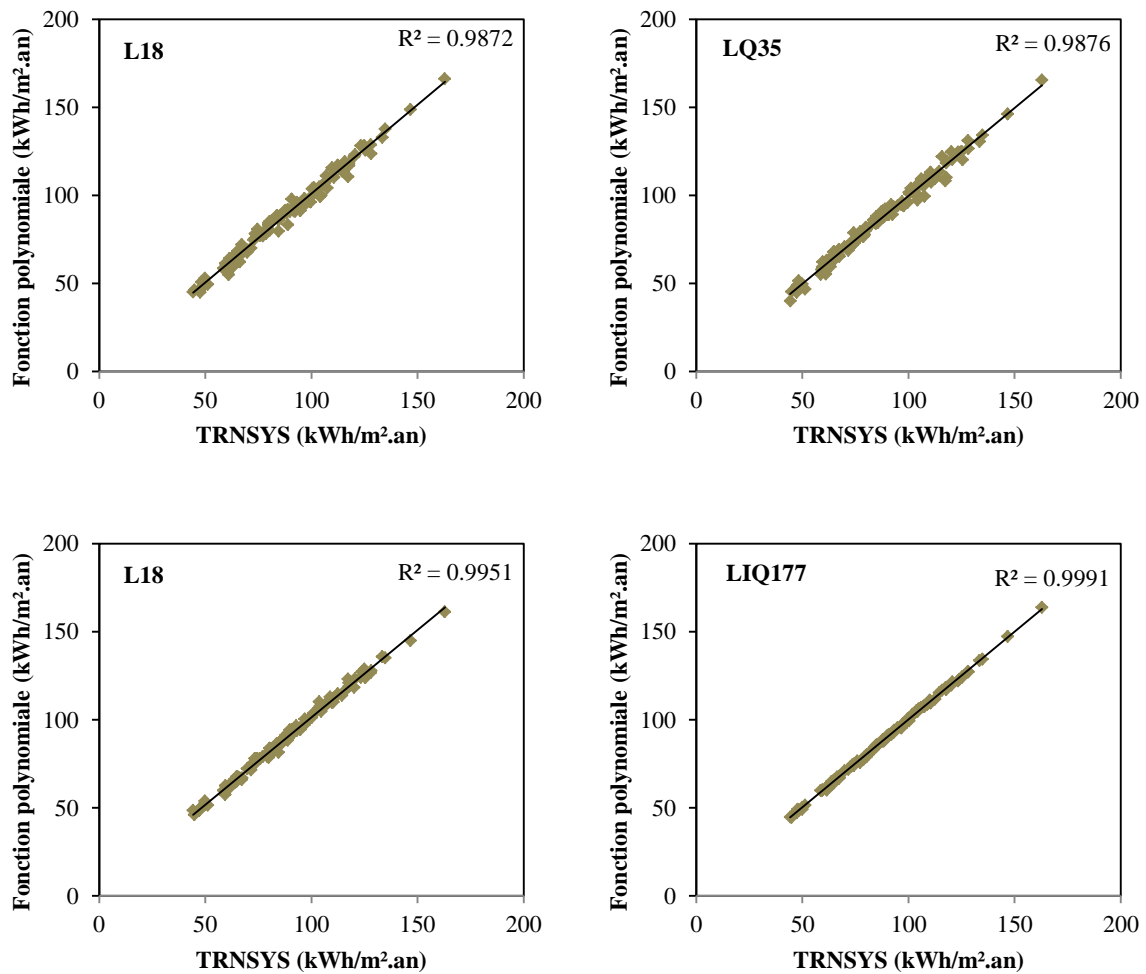 L18
R² = 0.9872
200
150
100
50
0
0 50 100 150 200
Fonction polynomiale (kWh/m².an)
TRNSYS (kWh/m².an)
LQ35
R² = 0.9876
200
150
100
50
0
0 50 100 150 200
Fonction polynomiale (kWh/m².an)
TRNSYS (kWh/m².an)
L18
R² = 0.9951
200
150
100
50
0
0 50 100 150 200
Fonction polynomiale (kWh/m².an)
TRNSYS (kWh/m².an)
LIQ177
R² = 0.9991
200
150
100
50
0
0 50 100 150 200
Fonction polynomiale (kWh/m².an)
TRNSYS (kWh/m².an)